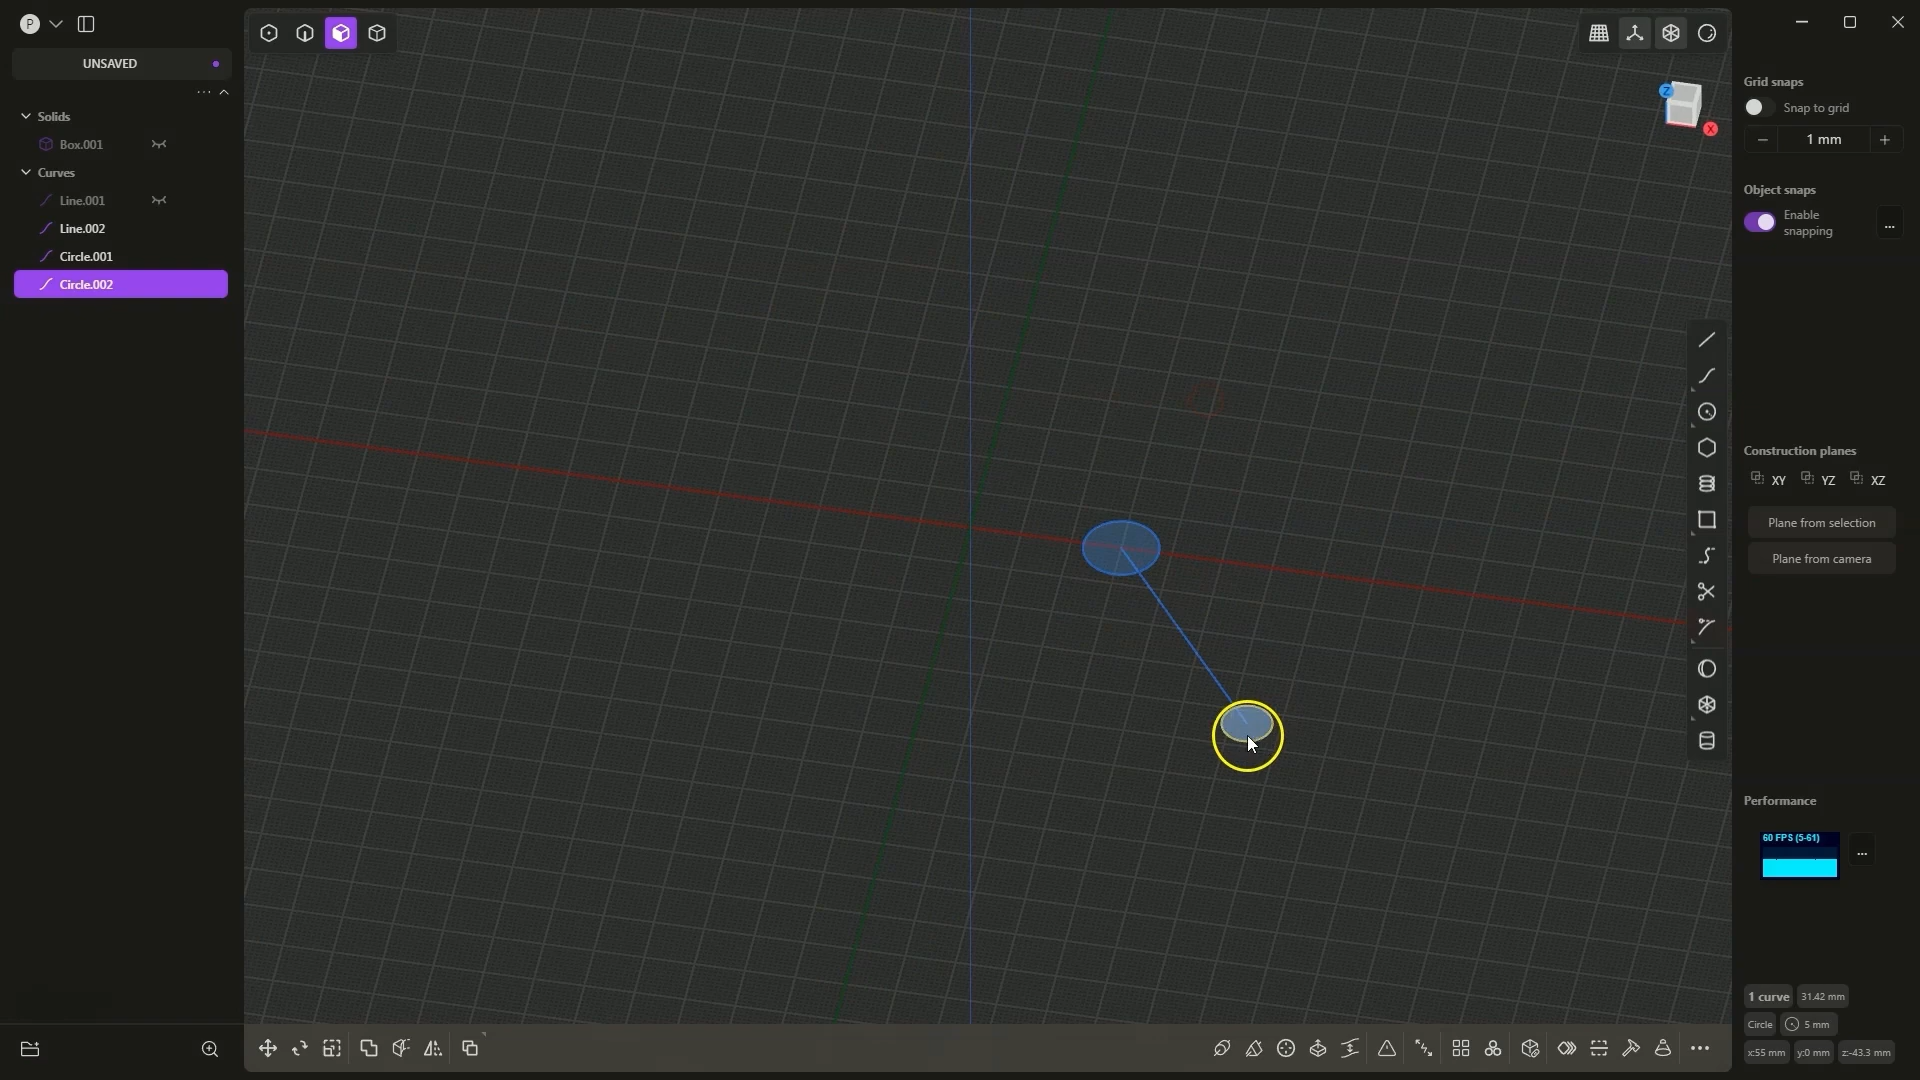 P
UNSAVED
Solids
Box.001
Curves
Line.001
Line.002
Circle.001
Circle.002
Z
X
Grid snaps
Snap to grid
1 mm
Object snaps
Enable
snapping
...
Construction planes
XY YZ XZ
Plane from selection
Plane from camera
Performance
60 FPS (5-61)
...
1 curve 31.42 mm
Circle 5 mm
x:55 mm y:0 mm z:-43.3 mm